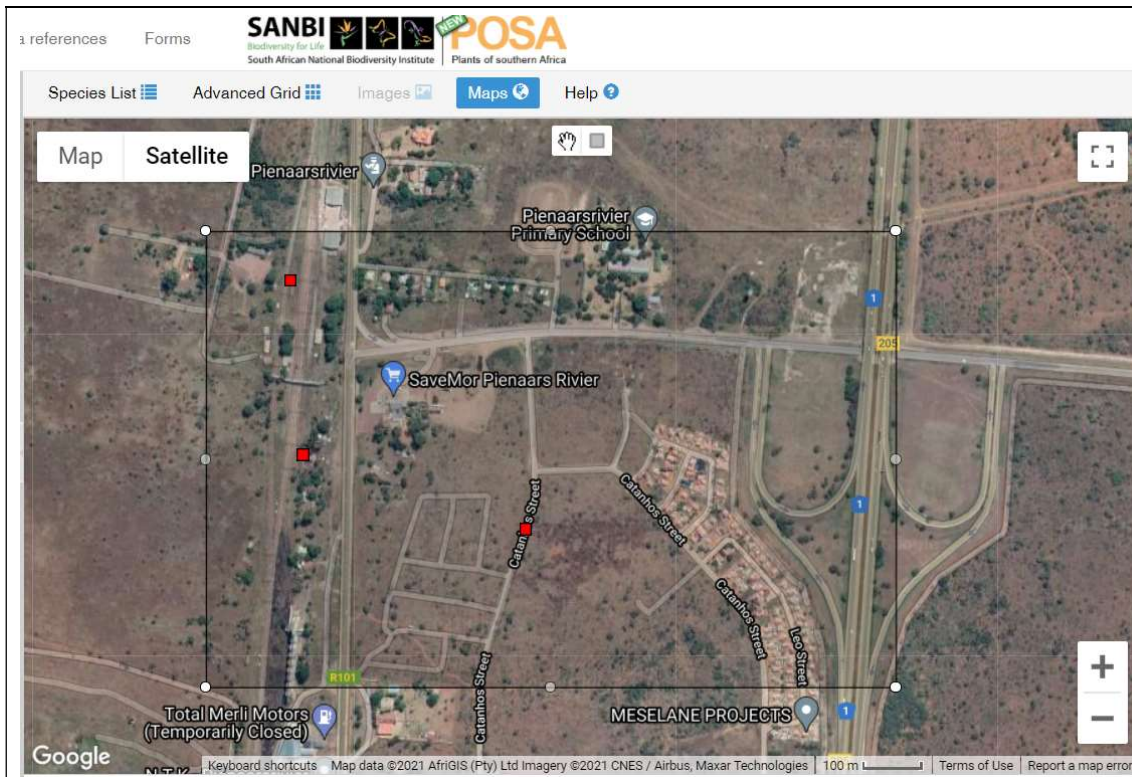 a references
Forms
SANBI
Biodiversity for Life
South African National Biodiversity Institute
NEW
POSA
Plants of southern Africa
Species List
Advanced Grid
Images
Maps
Help
Map
Satellite
Pienaarsrivier
Pienaarsrivier
Primary School
1
205
SaveMor Pienaars Rivier
Catanhos Street
Catanhos Street
1
Catanhos Street
Leo Street
Catanhos Street
R101
Total Merli Motors
(Temporarily Closed)
MESELANE PROJECTS
1
Google
Keyboard shortcuts
Map data ©2021 AfriGIS (Pty) Ltd Imagery ©2021 CNES / Airbus, Maxar Technologies
100 m
Terms of Use
Report a map error